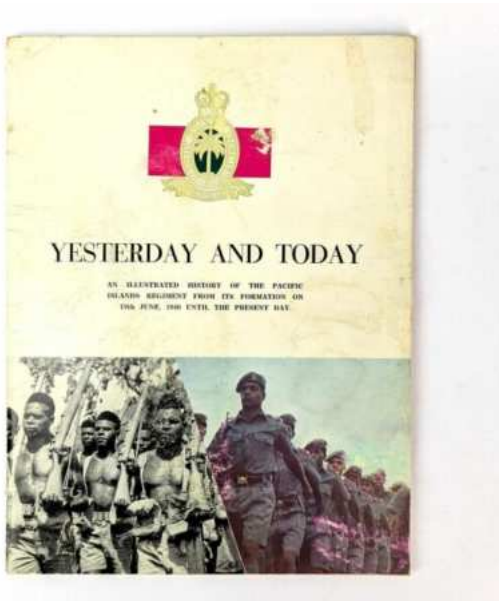 YESTERDAY AND TODAY
AN ILLUSTRATED HISTORY OF THE PACIFIC
ISLANDS REGIMENT FROM ITS FORMATION ON
19th JUNE, 1940 UNTIL THE PRESENT DAY.